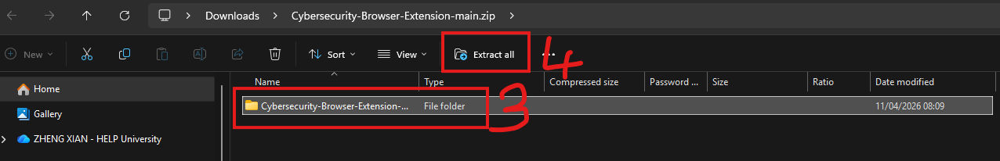 Downloads > Cybersecurity-Browser-Extension-main.zip >
New Sort View Extract all ... 4
Name Type Compressed size Password ... Size Ratio Date modified
Home
Cybersecurity-Browser-Extension-... File folder 3 11/04/2026 08:09
Gallery
ZHENG XIAN - HELP University